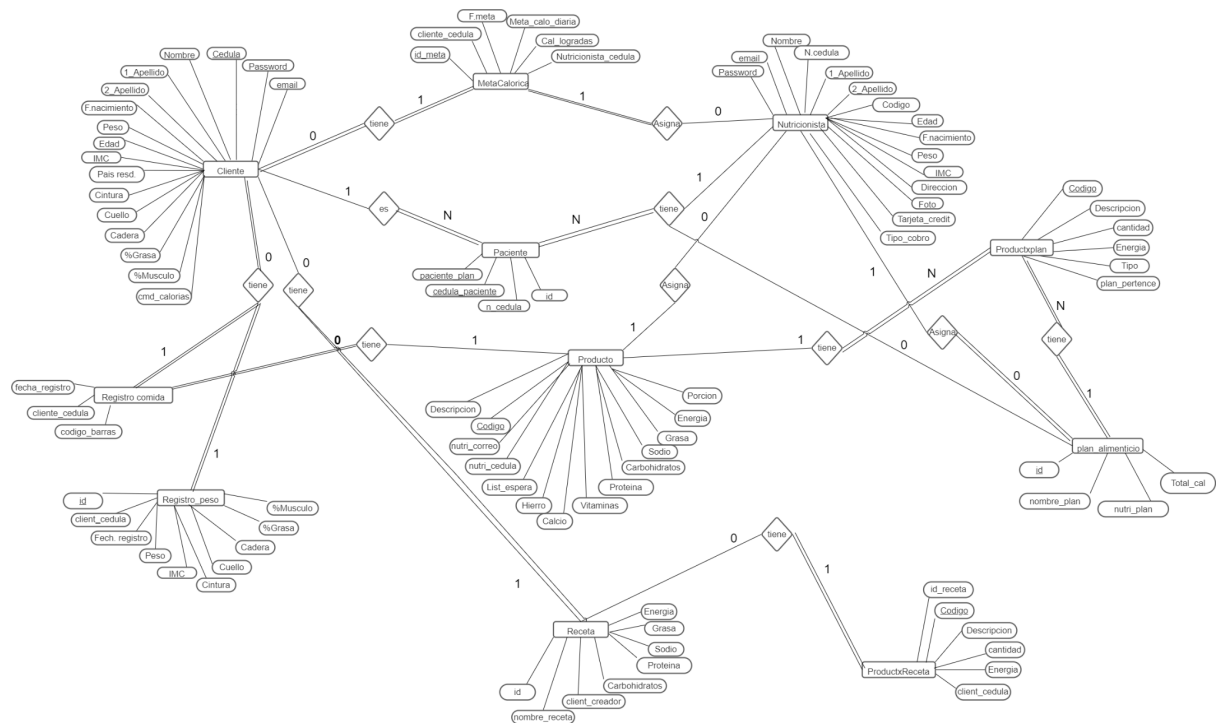 F.meta
Meta_calo_diaria
cliente_cedula
Cal_logradas
id_meta
Nutricionista_cedula
MetaCalorica
Nombre
Cedula
Password
1_Apellido
email
2_Apellido
F.nacimiento
Peso
Edad
IMC
Pais resd.
Cintura
Cuello
Cadera
%Grasa
%Musculo
cmd_calorias
Cliente
0
tiene
1
1
Asigna
0
Nombre
N.cedula
email
Password
1_Apellido
2_Apellido
Codigo
Edad
F.nacimiento
Peso
IMC
Direccion
Foto
Tarjeta_credit
Tipo_cobro
Nutricionista
1
es
N
N
tiene
1
Paciente
paciente_plan
cedula_paciente
n_cedula
id
0
Asigna
1
1
Asigna
0
0
Codigo
Descripcion
cantidad
Energia
Tipo
plan_pertence
Productxplan
N
tiene
1
N
tiene
1
0
tiene
1
1
0
tiene
1
0
tiene
1
fecha_registro
cliente_cedula
codigo_barras
Registro comida
Producto
Descripcion
Codigo
nutri_correo
nutri_cedula
List_espera
Hierro
Calcio
Vitaminas
Proteina
Carbohidratos
Sodio
Grasa
Energia
Porcion
plan_alimenticio
id
nombre_plan
nutri_plan
Total_cal
Registro_peso
id
client_cedula
Fech. registro
Peso
IMC
Cintura
Cuello
Cadera
%Grasa
%Musculo
0
tiene
1
Receta
id
nombre_receta
client_creador
Carbohidratos
Proteina
Sodio
Grasa
Energia
id_receta
Codigo
Descripcion
cantidad
Energia
client_cedula
ProductxReceta